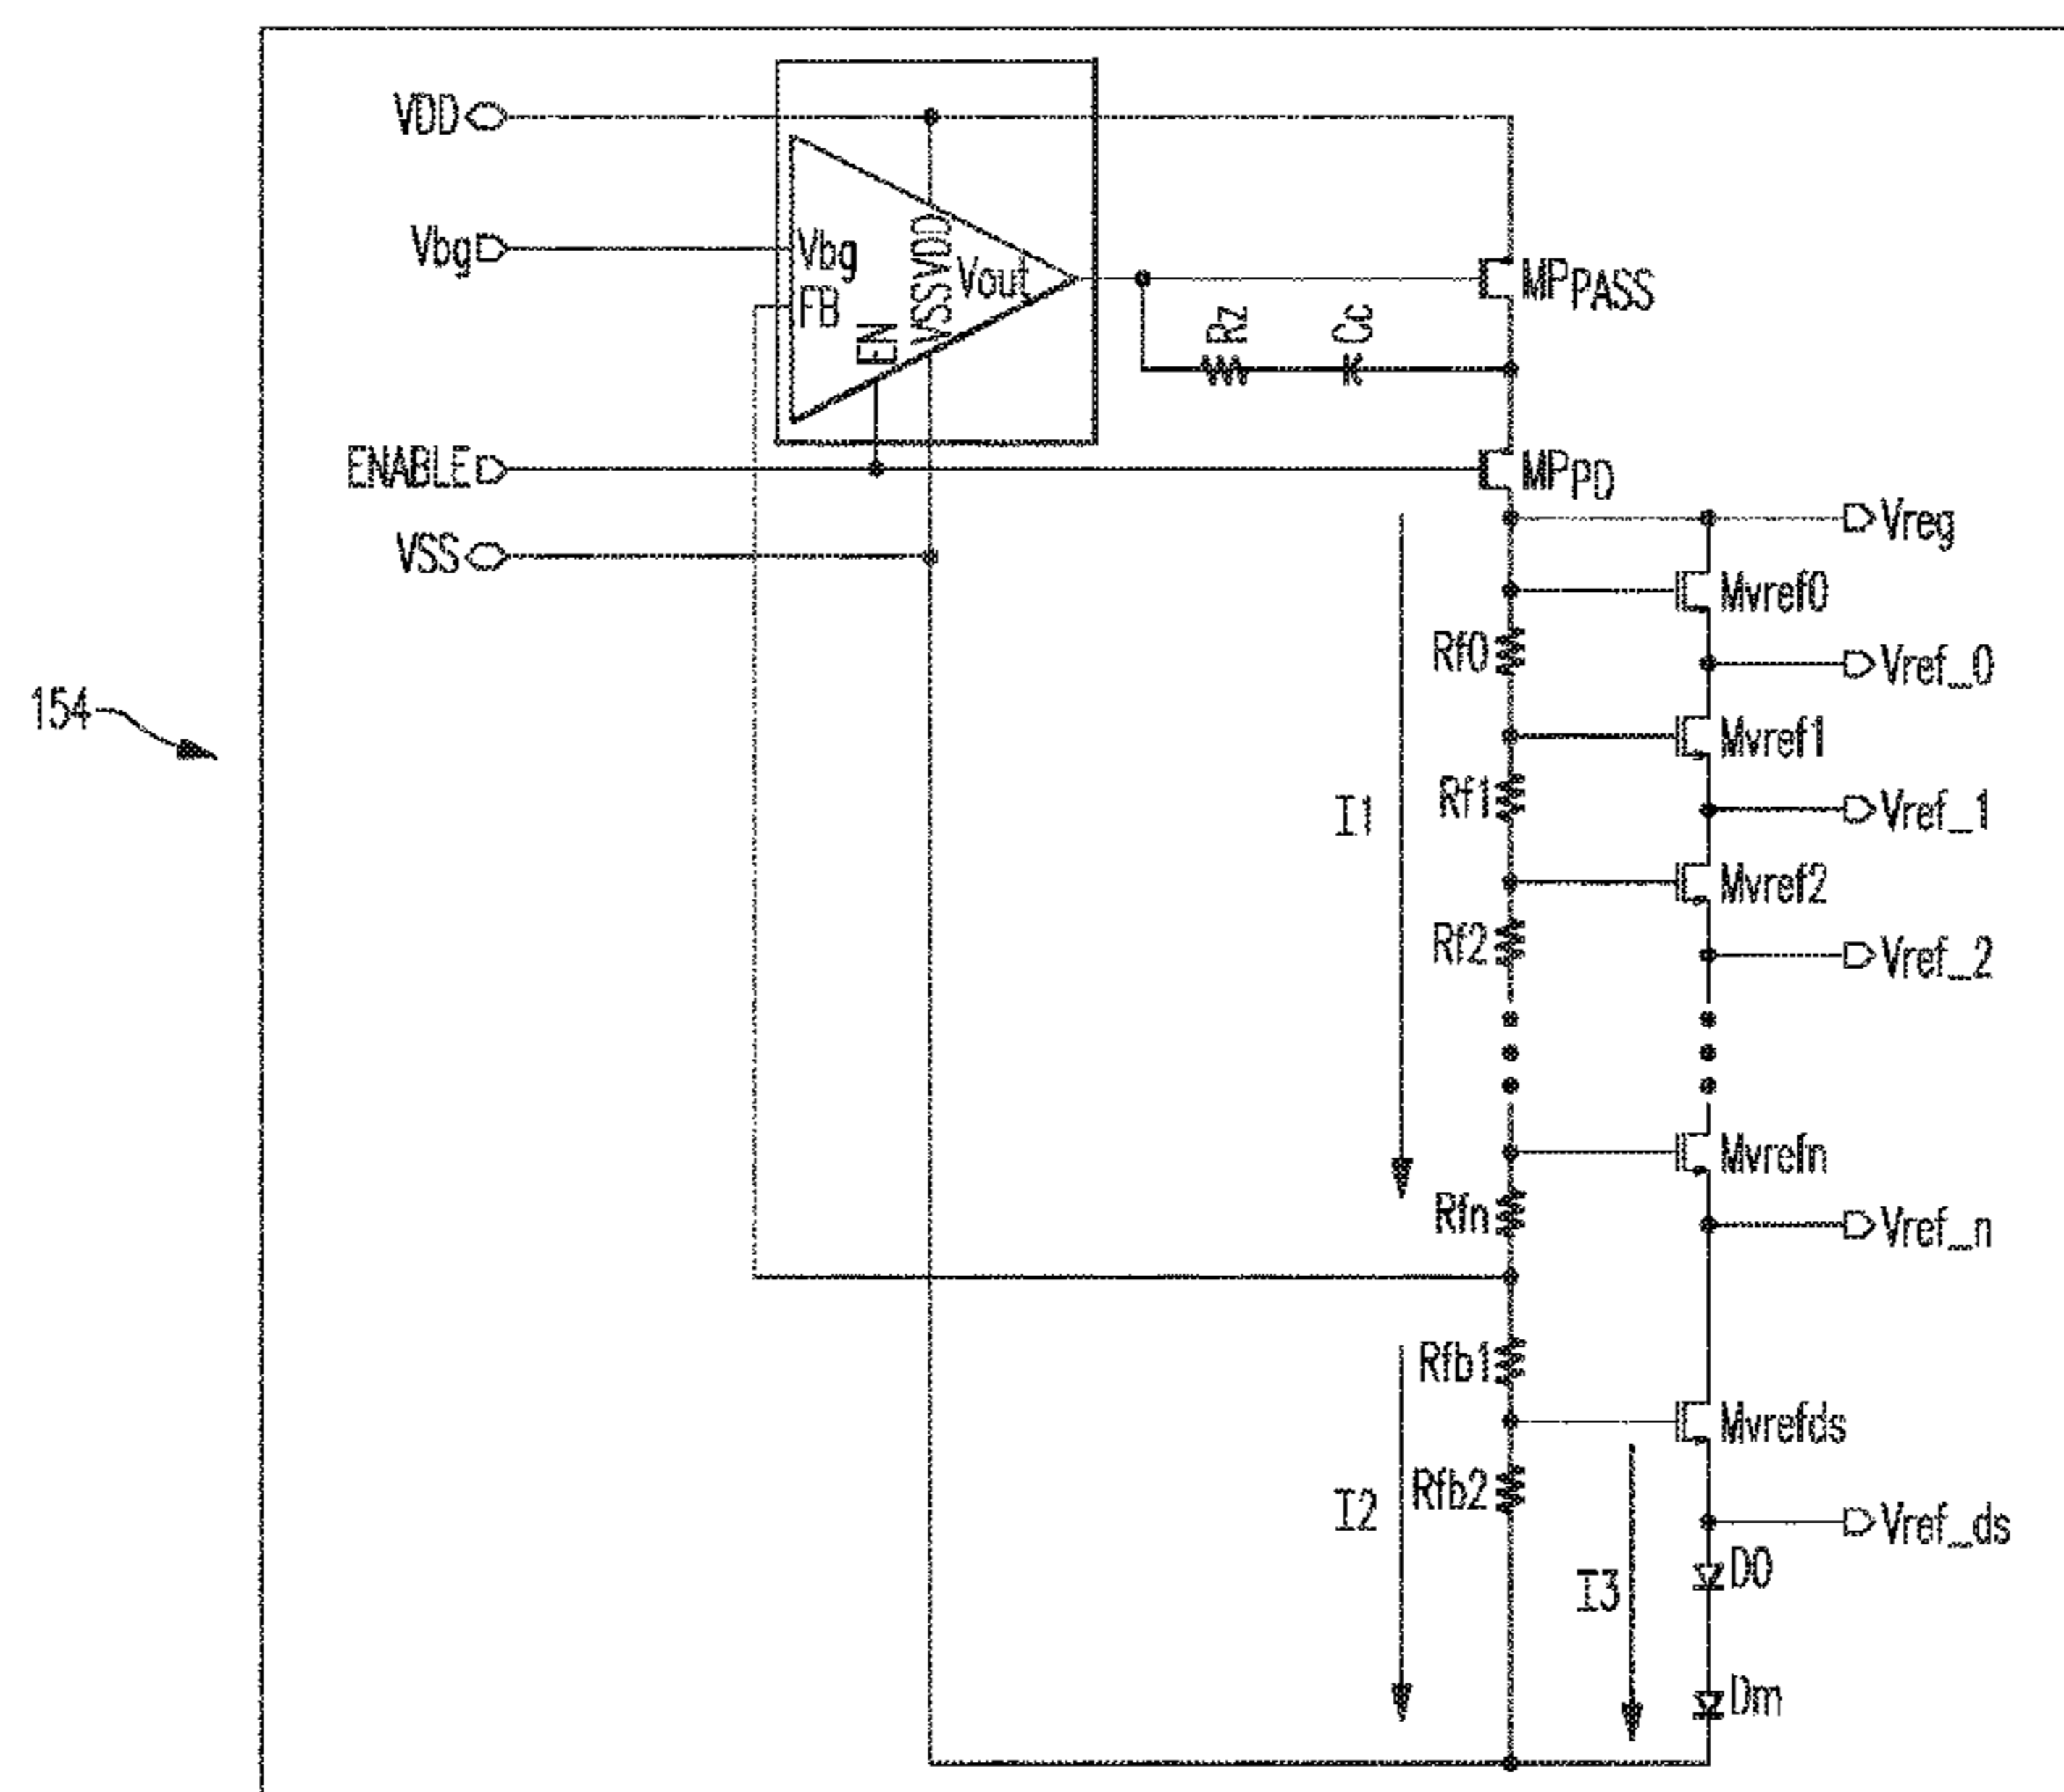 VDD
Vbg
Vbg
FB
EN
VSS
VDD
Vout
MPPASS
Rz
Cc
ENABLE
MPPD
VSS
Vreg
Mvref0
Rf0
Vref_0
154
Mvref1
I1
Rf1
Vref_1
Mvref2
Rf2
Vref_2
Mvrefn
Rfn
Vref_n
Rfb1
Mvrefds
I2
Rfb2
Vref_ds
D0
I3
Dm